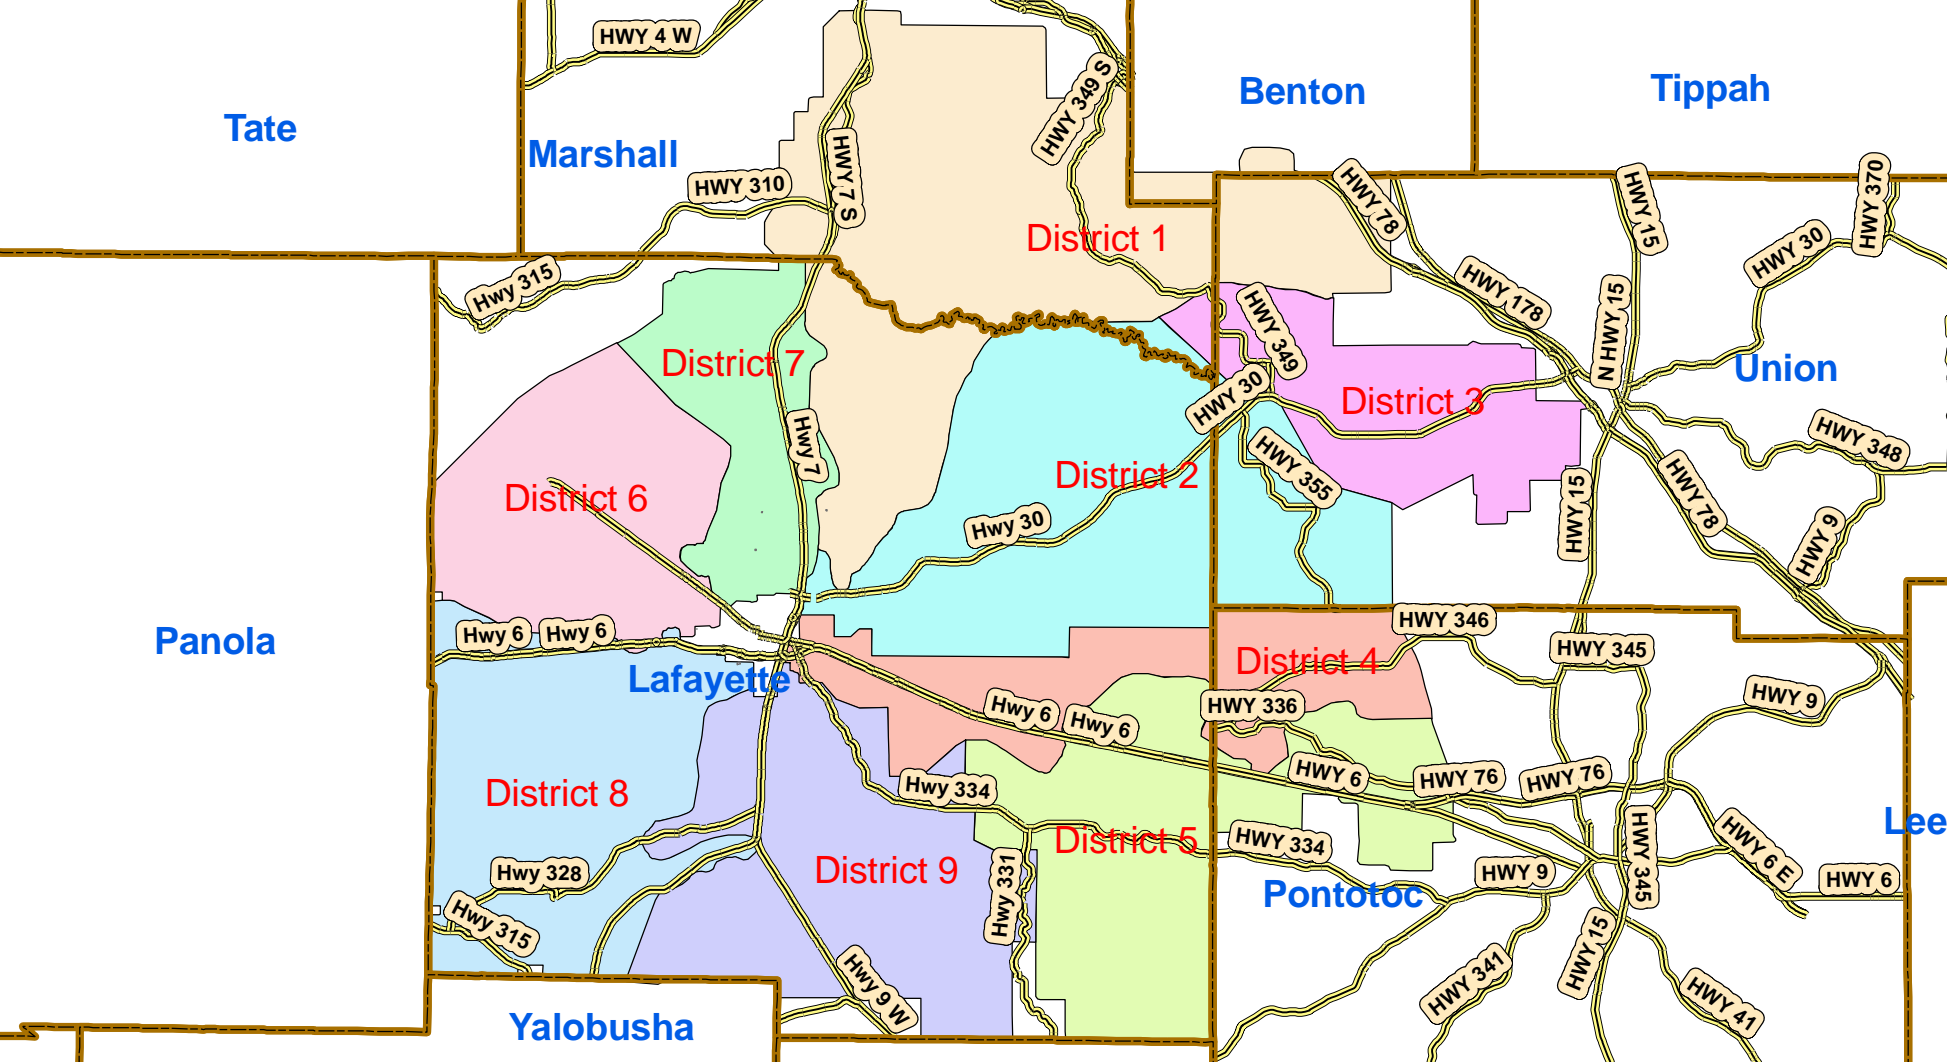 HWY 4 W
HWY 349 S
Benton
Tippah
Tate
Marshall
HWY 7 S
HWY 310
HWY 78
HWY 15
HWY 370
District 1
HWY 30
Hwy 315
HWY 178
HWY 349
N HWY 15
District 7
Union
HWY 30
District 3
Hwy 7
HWY 348
District 2
HWY 355
District 6
HWY 15
HWY 78
Hwy 30
HWY 9
HWY 346
Panola
Hwy 6
Hwy 6
HWY 345
District 4
Lafayette
HWY 9
Hwy 6
HWY 336
Hwy 6
HWY 6
HWY 76
HWY 76
District 8
Hwy 334
Lee
District 5
HWY 334
HWY 345
HWY 6 E
District 9
Hwy 328
Hwy 331
HWY 9
HWY 6
Pontotoc
Hwy 315
HWY 15
Hwy 9 W
HWY 341
HWY 41
Yalobusha